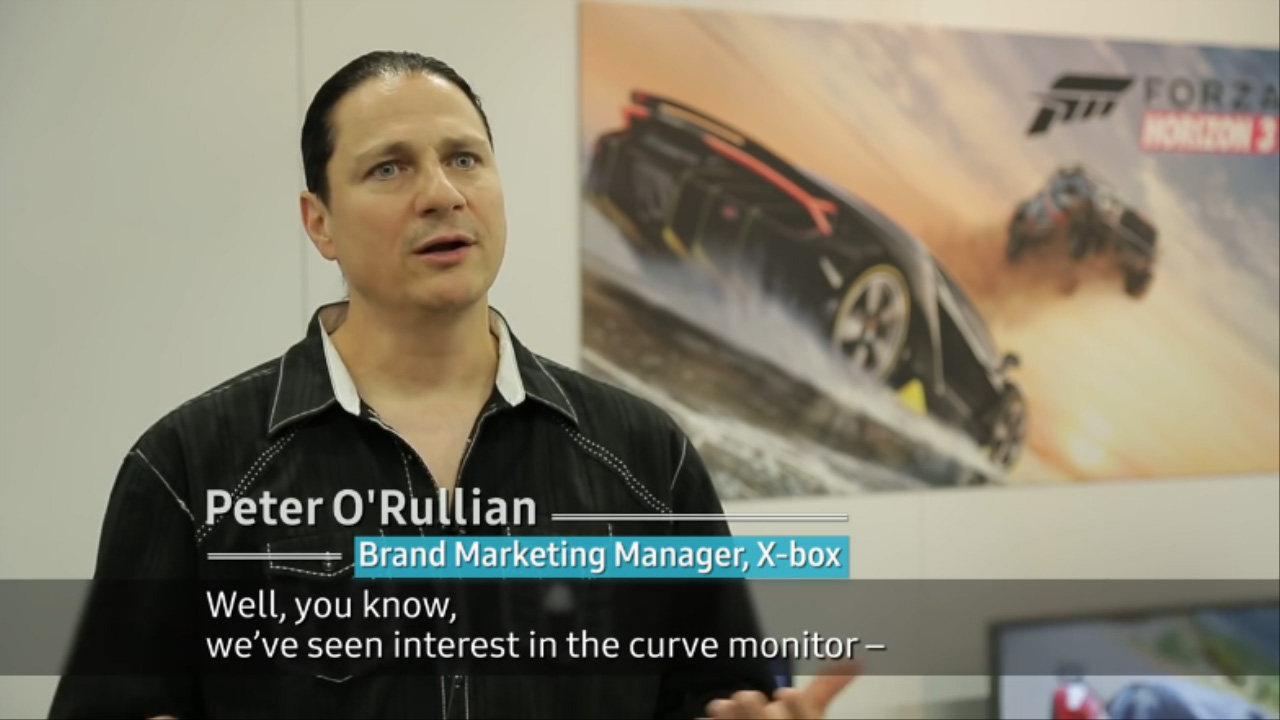 FORZA
HORIZON 3
Peter O'Rullian
Brand Marketing Manager, X-box
Well, you know,
we've seen interest in the curve monitor –